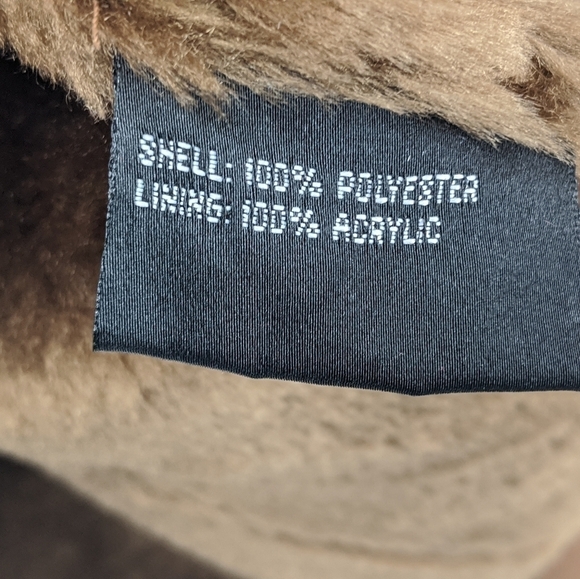 SHELL: 100% POLYESTER
LINING: 100% ACRYLIC